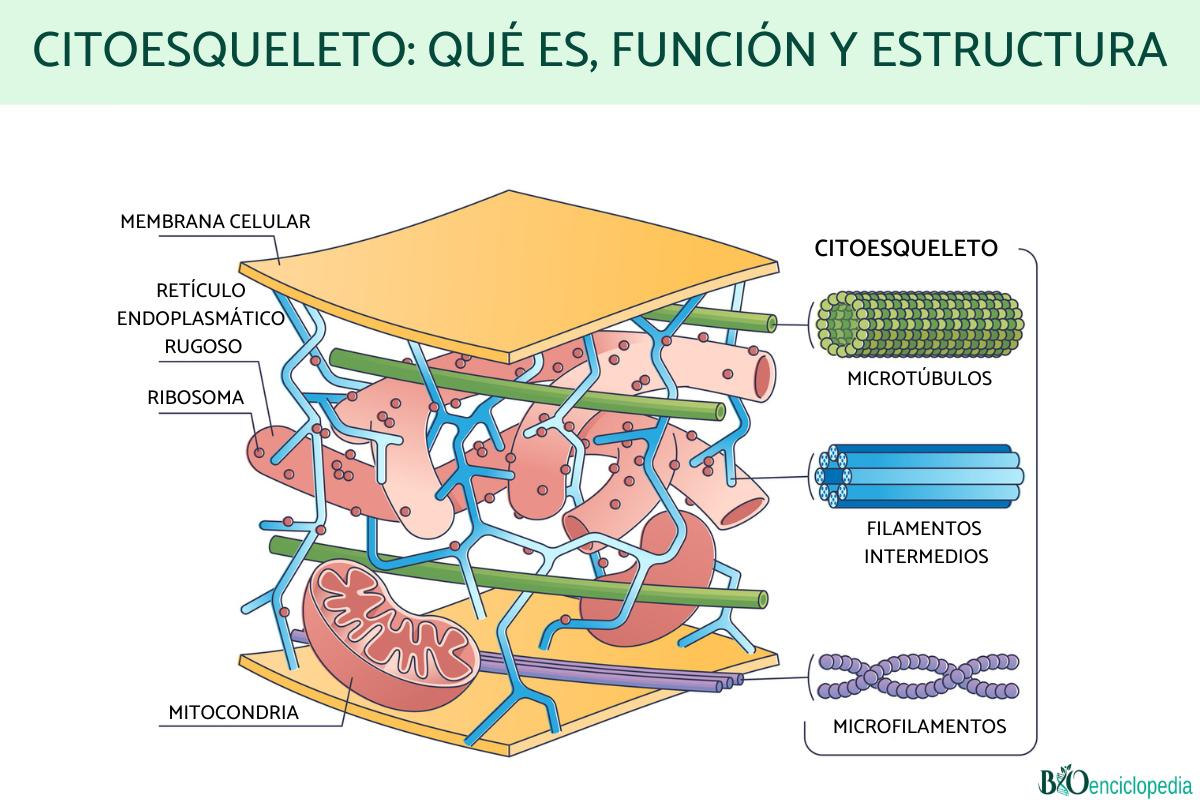 CITOESQUELETO: QUÉ ES, FUNCIÓN Y ESTRUCTURA
MEMBRANA CELULAR
RETÍCULO
ENDOPLASMÁTICO
RUGOSO
RIBOSOMA
MITOCONDRIA
CITOESQUELETO
MICROTÚBULOS
FILAMENTOS
INTERMEDIOS
MICROFILAMENTOS
BIOenciclopedia